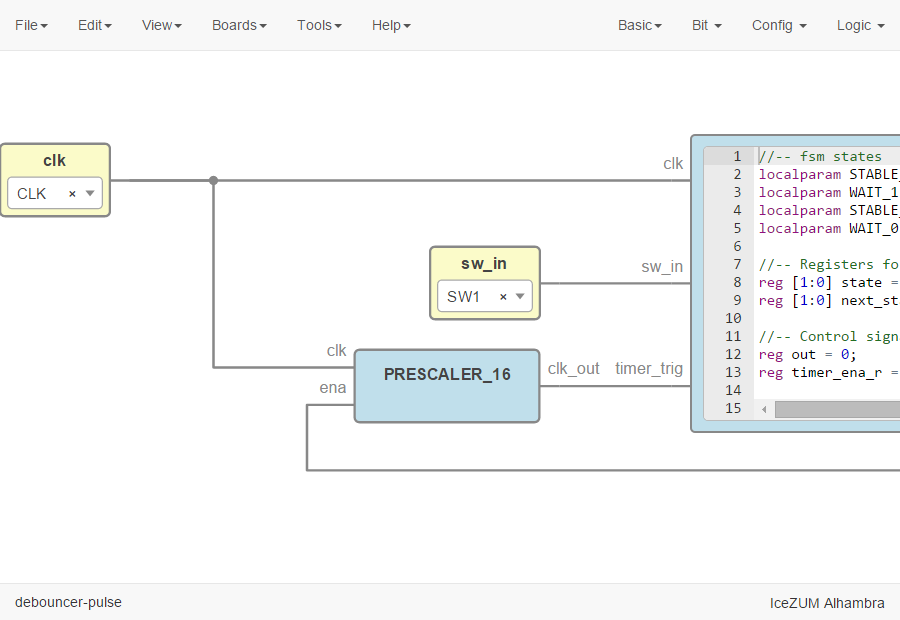 File Edit View Boards Tools Help Basic Bit Config Logic
clk
CLK ×
clk
sw_in
SW1 ×
sw_in
clk
ena
PRESCALER_16
clk_out timer_trig
1 //-- fsm states
2 localparam STABLE_
3 localparam WAIT_1
4 localparam STABLE_
5 localparam WAIT_0
6
7 //-- Registers fo
8 reg [1:0] state =
9 reg [1:0] next_st
10
11 //-- Control sign
12 reg out = 0;
13 reg timer_ena_r =
14
15
debouncer-pulse IceZUM Alhambra